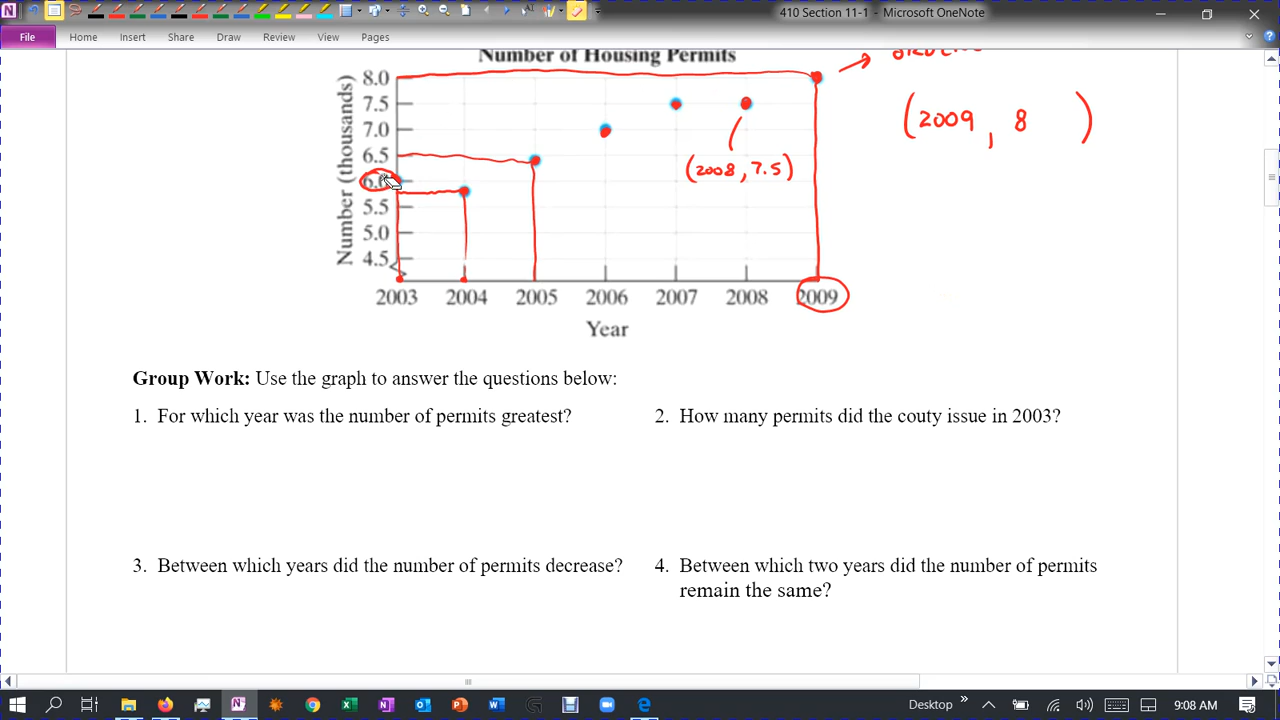 410 Section 11-1 - Microsoft OneNote
File Home Insert Share Draw Review View Pages
Number of Housing Permits
8.0
7.5
7.0
6.5
5.5
5.0
4.5
Number (thousands)
(2009, 8 )
(2008, 7.5)
2003 2004 2005 2006 2007 2008 2009
Year
Group Work: Use the graph to answer the questions below:
1. For which year was the number of permits greatest?
2. How many permits did the couty issue in 2003?
3. Between which years did the number of permits decrease?
4. Between which two years did the number of permits
remain the same?
Desktop
9:08 AM